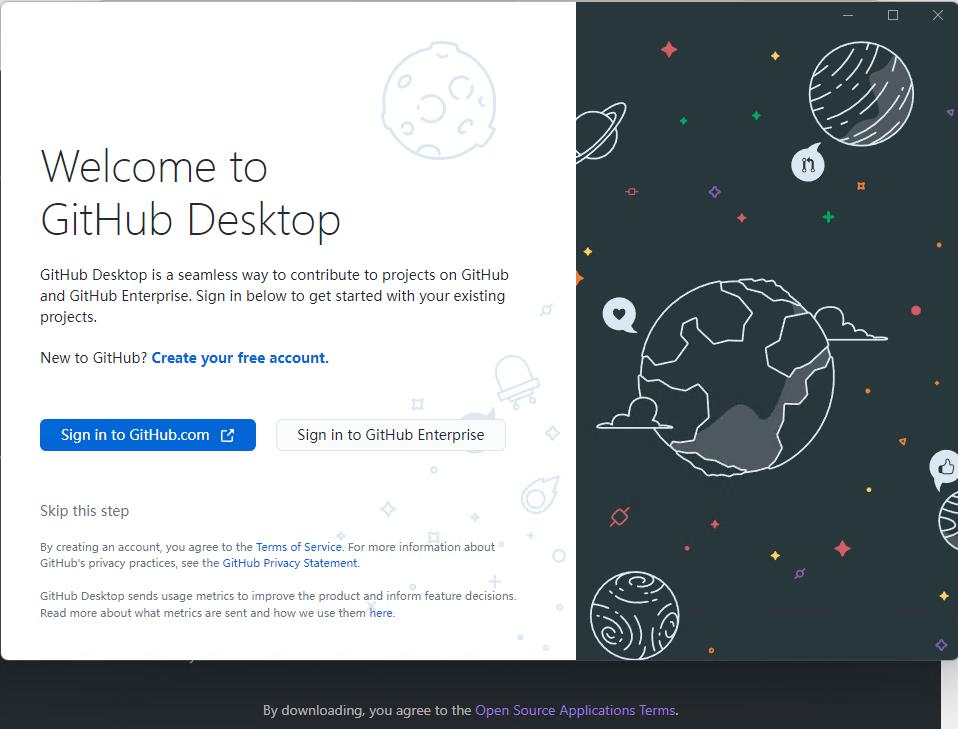 Welcome to
GitHub Desktop
GitHub Desktop is a seamless way to contribute to projects on GitHub
and GitHub Enterprise. Sign in below to get started with your existing
projects.
New to GitHub? Create your free account.
Sign in to GitHub.com
Sign in to GitHub Enterprise
Skip this step
By creating an account, you agree to the Terms of Service. For more information about
GitHub's privacy practices, see the GitHub Privacy Statement.
GitHub Desktop sends usage metrics to improve the product and inform feature decisions.
Read more about what metrics are sent and how we use them here.
By downloading, you agree to the Open Source Applications Terms.